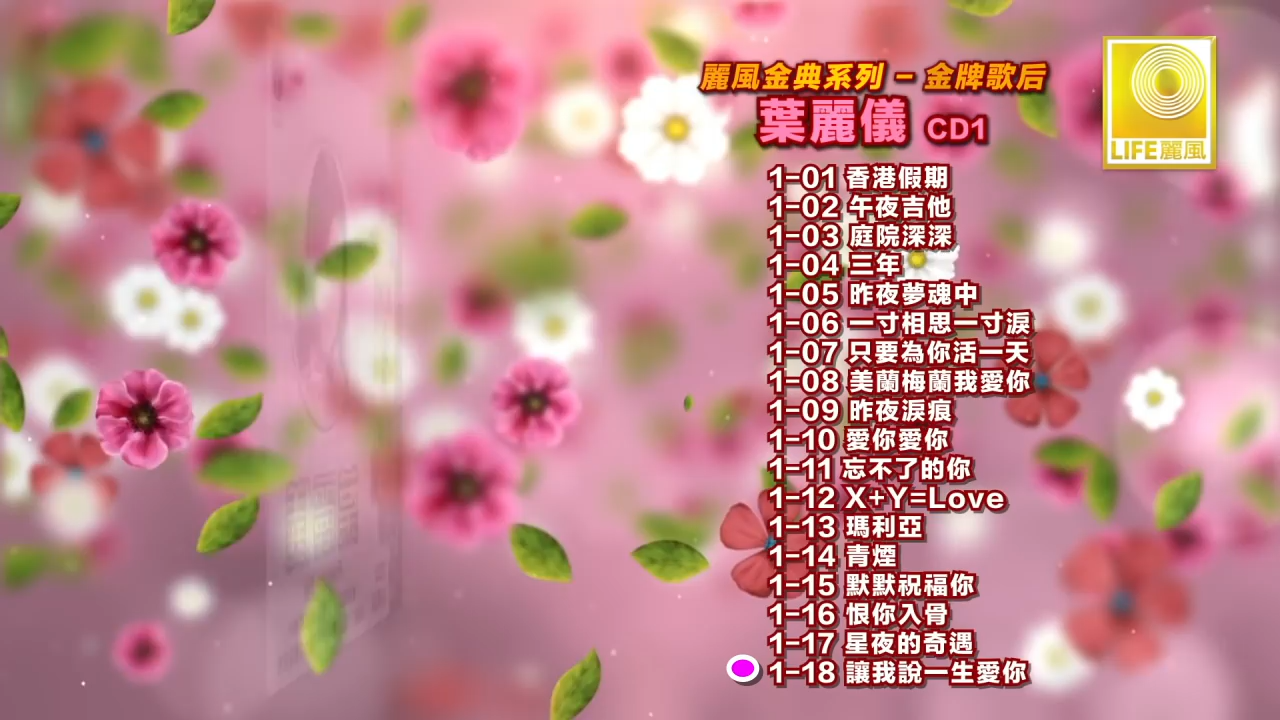 麗風金典系列 - 金牌歌后
葉麗儀 CD1
LIFE麗風
1-01 香港假期
1-02 午夜吉他
1-03 庭院深深
1-04 三年
1-05 昨夜夢魂中
1-06 一寸相思一寸淚
1-07 只要為你活一天
1-08 美蘭梅蘭我愛你
1-09 昨夜淚痕
1-10 愛你愛你
1-11 忘不了的你
1-12 X+Y=Love
1-13 瑪利亞
1-14 青煙
1-15 默默祝福你
1-16 恨你入骨
1-17 星夜的奇遇
1-18 讓我說一生愛你